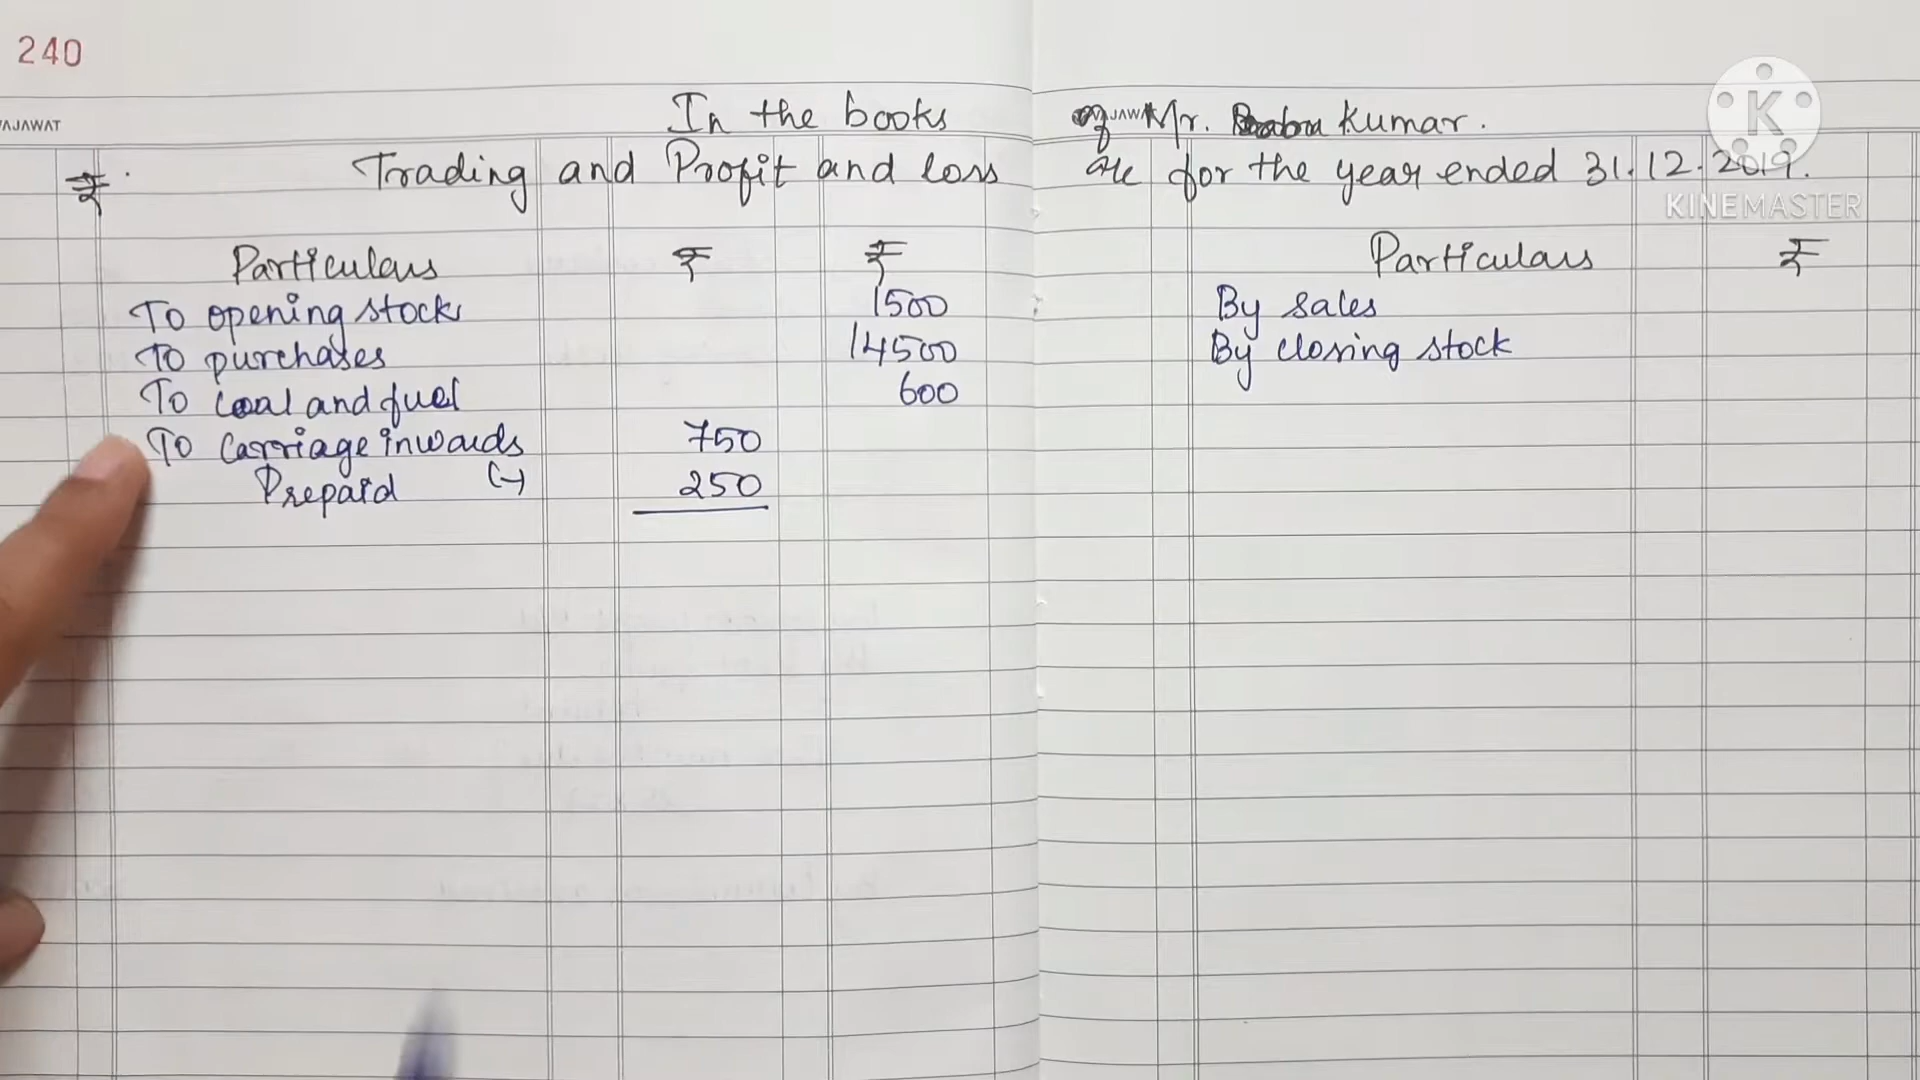 240
K
In the books of Mr. Kumar.
KINEMASTER
Trading and Profit and loss a/c for the year ended 31.12.2019.
₹
Particulars ₹ ₹
To opening stock 1500
To purchases 14500
To coal and fuel 600
To Carriage inwards 750
Prepaid (-) 250
Particulars ₹
By sales
By closing stock